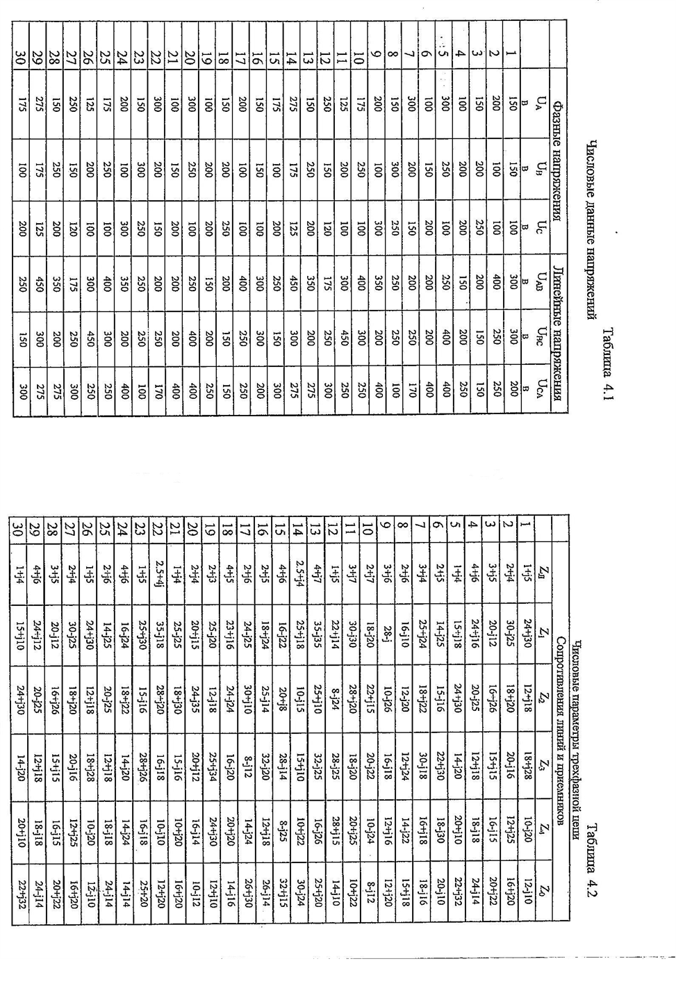 Таблица 4.1
Числовые данные напряжений
Фазные напряжения Линейные напряжения
U_A В U_B В U_C В U_AB В U_BC В U_CA В
1 150 150 100 300 300 200
2 200 100 100 400 250 250
3 150 200 250 200 150 150
4 100 200 200 150 200 250
5 300 250 100 250 400 400
6 100 150 200 200 200 400
7 300 200 150 200 250 170
8 150 300 250 250 250 100
9 200 100 300 350 200 400
10 175 250 100 400 300 250
11 125 200 100 300 450 250
12 250 150 120 175 250 300
13 150 250 200 350 200 275
14 275 175 125 450 300 275
15 175 100 200 250 150 300
16 150 150 100 300 300 200
17 200 100 100 400 250 250
18 150 200 250 200 150 150
19 100 200 200 150 200 250
20 300 250 100 250 400 400
21 100 150 200 200 200 400
22 300 200 150 200 250 170
23 150 300 250 250 250 100
24 200 100 300 350 200 400
25 175 250 100 400 300 250
26 125 200 100 300 450 250
27 250 150 120 175 250 300
28 150 250 200 350 200 275
29 275 175 125 450 300 275
30 175 100 200 250 150 300
Таблица 4.2
Числовые параметры трехфазной цепи
Сопротивления линий и приемников
Z_Л Z_1 Z_2 Z_3 Z_4 Z_0
1 1+j5 24+j30 12+j18 18+j28 10-j20 12-j10
2 2+j4 30-j25 18+j20 20-j16 12+j25 16+j20
3 3+j5 20-j12 16+j26 15+j15 16-j15 20+j22
4 4+j6 24+j16 20-j25 12+j18 18-j18 24-j14
5 1+j4 15+j18 24+j30 14-j20 20+j10 22+j32
6 2+j5 14-j25 15-j16 22+j30 18-j30 20-j10
7 3+j4 25+j24 18+j22 30-j18 16+j18 18-j16
8 2+j6 16-j10 12-j20 12+j24 14-j22 15+j18
9 3+j6 28-j 10-j26 16-j18 12+j16 12+j20
10 2+j7 18-j20 22+j15 20-j22 10-j24 8-j12
11 3+j7 30-j30 28+j20 18-j20 20+j25 10+j22
12 1+j5 22+j14 8-j24 28-j25 28+j15 14-j10
13 4+j7 35-j35 25+j10 32-j25 16-j26 25+j20
14 2.5+j4 25+j18 10-j15 15+j10 10+j22 30-j24
15 4+j6 16-j22 20+j8 28-j14 8-j25 32+j15
16 2+j5 18+j24 25-j14 32-j20 12+j18 26-j14
17 2+j6 24-j25 30+j10 8-j12 14-j24 26+j30
18 4+j5 23+j16 24-j24 16-j20 20+j20 14-j16
19 2+j3 25-j20 12-j18 25+j34 24+j30 12+j10
20 2+j4 20+j15 24-j35 20+j12 16-j14 10-j12
21 1+j4 25-j25 18+j30 15-j16 10+j20 16+j20
22 2.5+4j 35-j18 28+j20 16-j18 10-j10 12+j20
23 1+j5 25+j30 15-j16 28+j26 16-j18 25+20
24 4+j6 16-j24 18+j22 14-j20 14-j24 14-j14
25 2+j6 14-j25 20-j25 12+j18 18-j18 24-j14
26 1+j5 24+j30 12+j18 18+j28 10-j20 12-j10
27 2+j4 30-j25 18+j20 20-j16 12+j25 16+j20
28 3+j5 20-j12 16+j26 15+j15 16-j15 20+j22
29 4+j6 24+j12 20-j25 12+j18 18-j18 24-j14
30 1+j4 15+j10 24+j30 14-j20 20+j10 22+j32